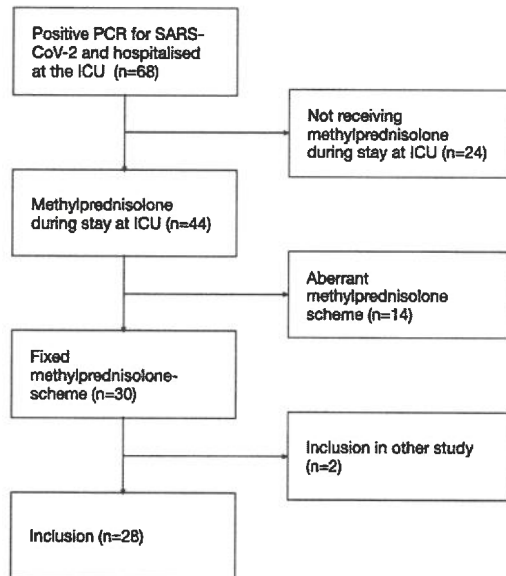 Positive PCR for SARS-
CoV-2 and hospitalised
at the ICU (n=68)
Not receiving
methylprednisolone
during stay at ICU (n=24)
Methylprednisolone
during stay at ICU (n=44)
Aberrant
methylprednisolone
scheme (n=14)
Fixed
methylprednisolone-
scheme (n=30)
Inclusion in other study
(n=2)
Inclusion (n=28)